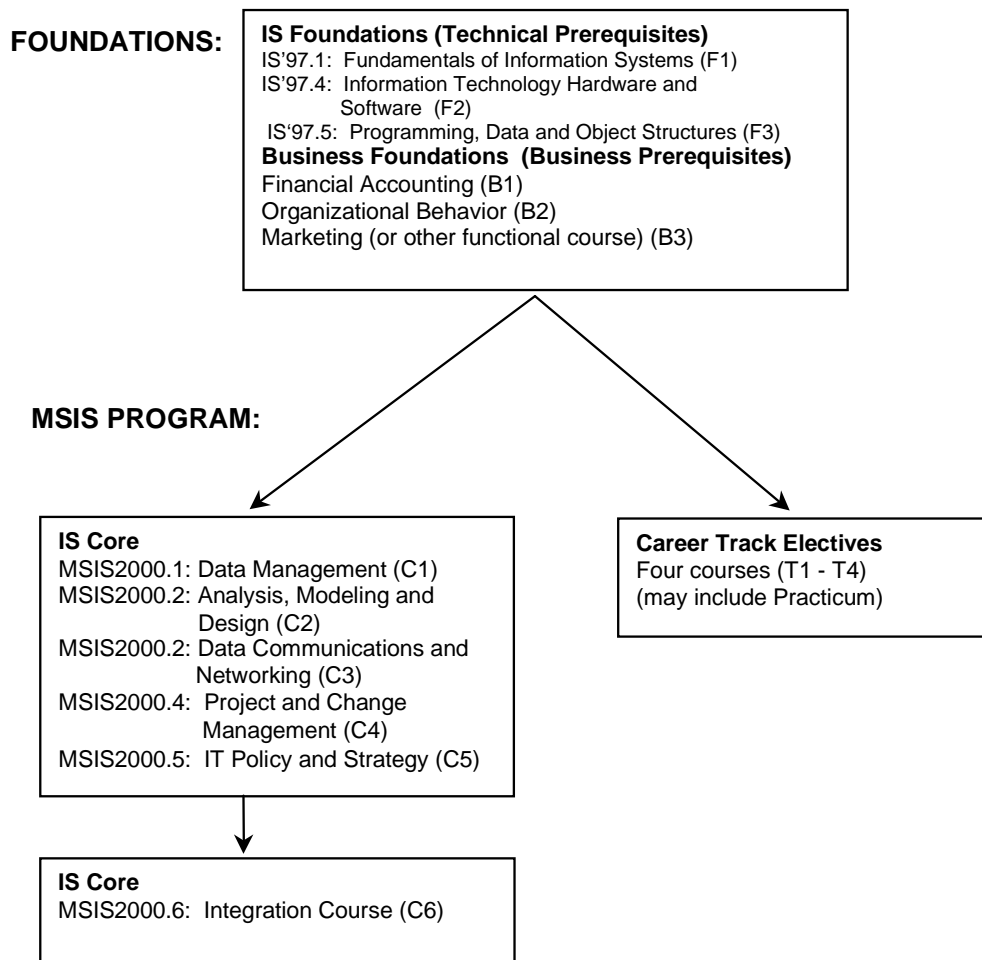 FOUNDATIONS:
IS Foundations (Technical Prerequisites)
IS’97.1: Fundamentals of Information Systems (F1)
IS’97.4: Information Technology Hardware and
Software (F2)
IS‘97.5: Programming, Data and Object Structures (F3)
Business Foundations (Business Prerequisites)
Financial Accounting (B1)
Organizational Behavior (B2)
Marketing (or other functional course) (B3)
MSIS PROGRAM:
IS Core
MSIS2000.1: Data Management (C1)
MSIS2000.2: Analysis, Modeling and
Design (C2)
MSIS2000.2: Data Communications and
Networking (C3)
MSIS2000.4: Project and Change
Management (C4)
MSIS2000.5: IT Policy and Strategy (C5)
Career Track Electives
Four courses (T1 - T4)
(may include Practicum)
IS Core
MSIS2000.6: Integration Course (C6)